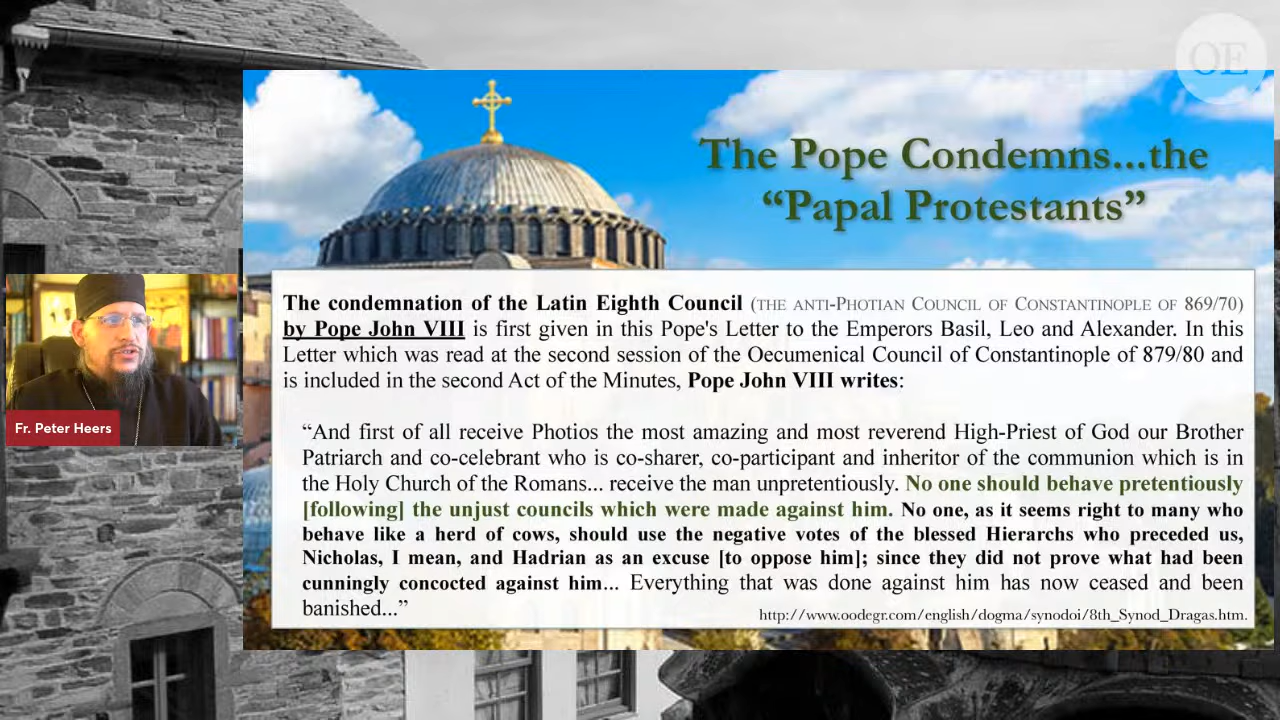 OE
The Pope Condemns...the
“Papal Protestants”
The condemnation of the Latin Eighth Council (THE ANTI-PHOTIAN COUNCIL OF CONSTANTINOPLE OF 869/70)
by Pope John VIII is first given in this Pope's Letter to the Emperors Basil, Leo and Alexander. In this
Letter which was read at the second session of the Oecumenical Council of Constantinople of 879/80 and
is included in the second Act of the Minutes, Pope John VIII writes:
“And first of all receive Photios the most amazing and most reverend High-Priest of God our Brother
Patriarch and co-celebrant who is co-sharer, co-participant and inheritor of the communion which is in
the Holy Church of the Romans... receive the man unpretentiously. No one should behave pretentiously
[following] the unjust councils which were made against him. No one, as it seems right to many who
behave like a herd of cows, should use the negative votes of the blessed Hierarchs who preceded us,
Nicholas, I mean, and Hadrian as an excuse [to oppose him]; since they did not prove what had been
cunningly concocted against him... Everything that was done against him has now ceased and been
banished...”
http://www.oodegr.com/english/dogma/synodoi/8th_Synod_Dragas.htm.
Fr. Peter Heers